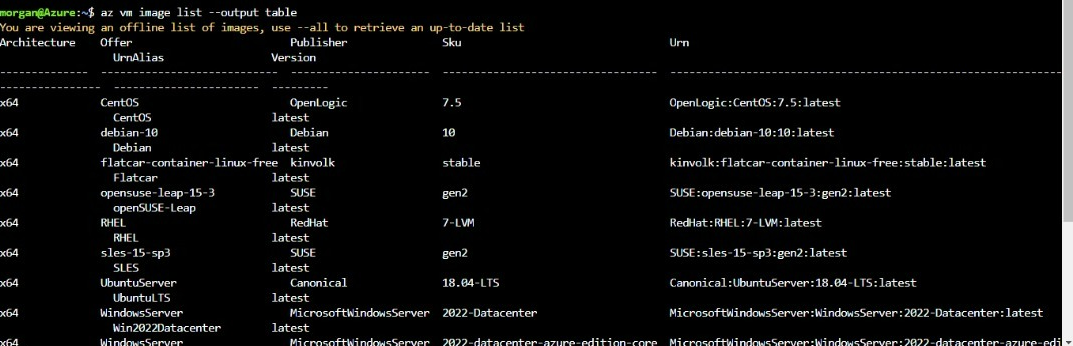 morgan@Azure:~$ az vm image list --output table
You are viewing an offline list of images, use --all to retrieve an up-to-date list
Architecture    Offer                         Publisher               Sku                                 Urn
UrnAlias                 Version
--------------  ----------------------------  ----------------------  ----------------------------------  --------------------------------------------------------------
----------------  ------------------------  ---------
x64             CentOS                        OpenLogic               7.5                                 OpenLogic:CentOS:7.5:latest
CentOS                   latest
x64             debian-10                     Debian                  10                                  Debian:debian-10:10:latest
Debian                   latest
x64             flatcar-container-linux-free  kinvolk                 stable                              kinvolk:flatcar-container-linux-free:stable:latest
Flatcar                  latest
x64             opensuse-leap-15-3            SUSE                    gen2                                SUSE:opensuse-leap-15-3:gen2:latest
openSUSE-Leap            latest
x64             RHEL                          RedHat                  7-LVM                               RedHat:RHEL:7-LVM:latest
RHEL                     latest
x64             sles-15-sp3                   SUSE                    gen2                                SUSE:sles-15-sp3:gen2:latest
SLES                     latest
x64             UbuntuServer                  Canonical               18.04-LTS                           Canonical:UbuntuServer:18.04-LTS:latest
UbuntuLTS                latest
x64             WindowsServer                 MicrosoftWindowsServer  2022-Datacenter                     MicrosoftWindowsServer:WindowsServer:2022-Datacenter:latest
Win2022Datacenter        latest
x64             WindowsServer                 MicrosoftWindowsServer  2022-datacenter-azure-edition-core  MicrosoftWindowsServer:WindowsServer:2022-datacenter-azure-edi